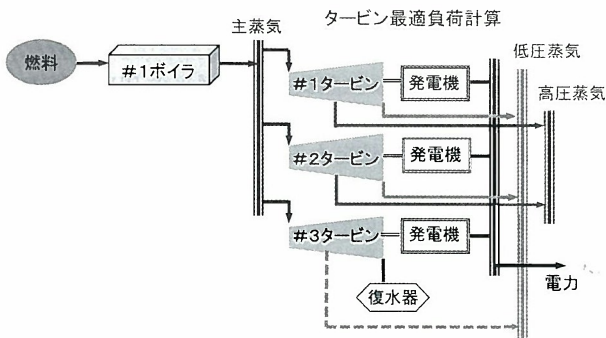 タービン最適負荷計算
主蒸気
低圧蒸気
高圧蒸気
燃料
#1ボイラ
#1タービン
発電機
#2タービン
発電機
#3タービン
発電機
復水器
電力